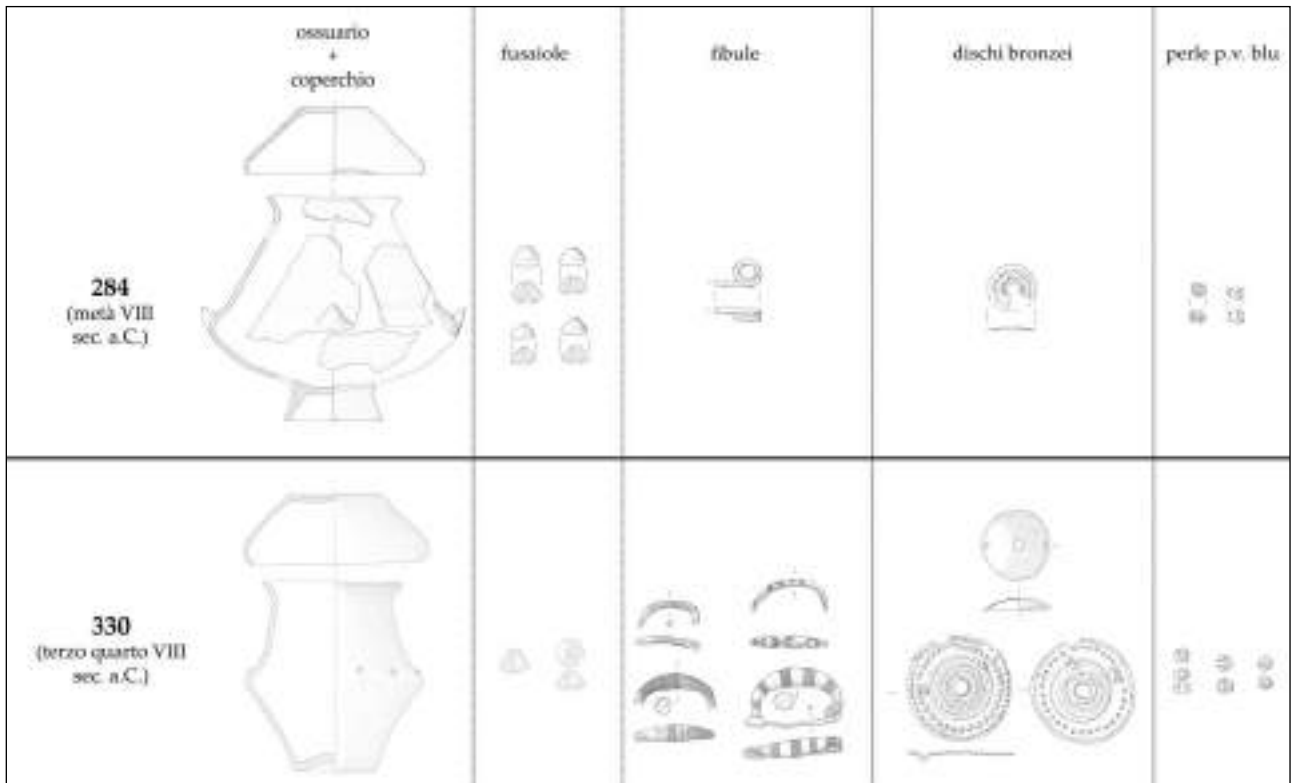 ossuario
+
coperchio
fusaiole
fibule
dischi bronzei
perle p.v. blu
284
(metà VIII
sec. a.C.)
330
(terzo quarto VIII
sec. a.C.)